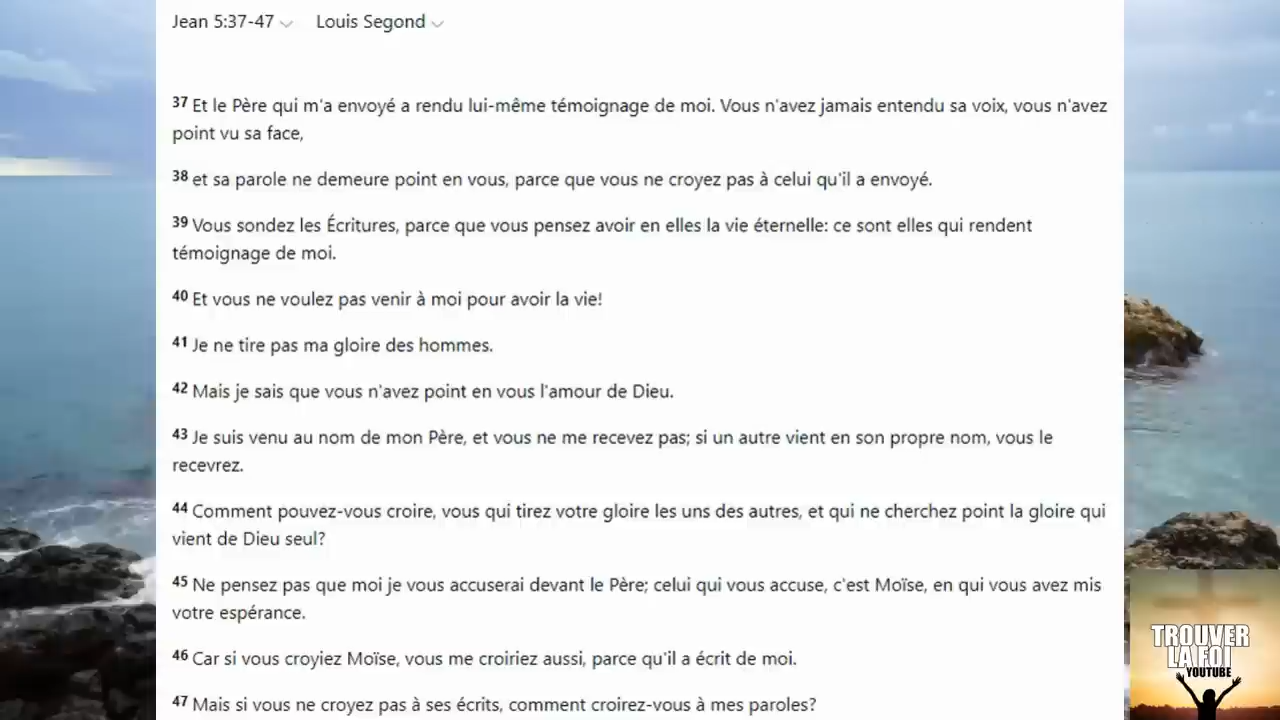 Jean 5:37-47 Louis Segond
37 Et le Père qui m'a envoyé a rendu lui-même témoignage de moi. Vous n'avez jamais entendu sa voix, vous n'avez
point vu sa face,
38 et sa parole ne demeure point en vous, parce que vous ne croyez pas à celui qu'il a envoyé.
39 Vous sondez les Écritures, parce que vous pensez avoir en elles la vie éternelle: ce sont elles qui rendent
témoignage de moi.
40 Et vous ne voulez pas venir à moi pour avoir la vie!
41 Je ne tire pas ma gloire des hommes.
42 Mais je sais que vous n'avez point en vous l'amour de Dieu.
43 Je suis venu au nom de mon Père, et vous ne me recevez pas; si un autre vient en son propre nom, vous le
recevrez.
44 Comment pouvez-vous croire, vous qui tirez votre gloire les uns des autres, et qui ne cherchez point la gloire qui
vient de Dieu seul?
45 Ne pensez pas que moi je vous accuserai devant le Père; celui qui vous accuse, c'est Moïse, en qui vous avez mis
votre espérance.
46 Car si vous croyiez Moïse, vous me croiriez aussi, parce qu'il a écrit de moi.
47 Mais si vous ne croyez pas à ses écrits, comment croirez-vous à mes paroles?
TROUVER
LA FOI
YOUTUBE